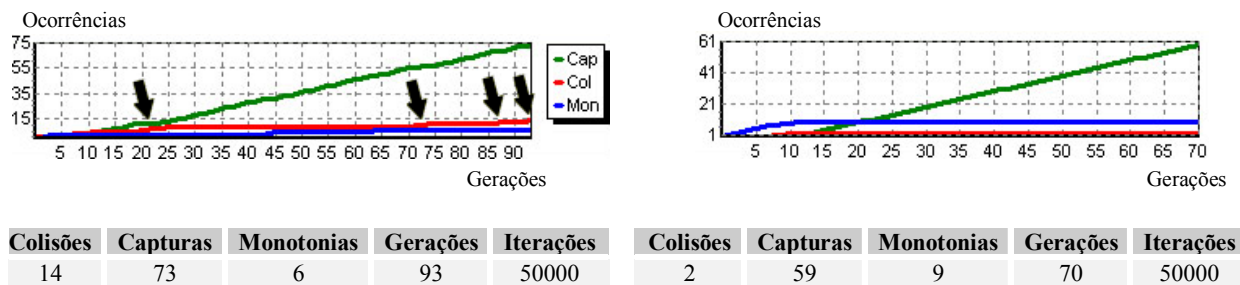 Ocorrências
75
55
35
15
5 10 15 20 25 30 35 40 45 50 55 60 65 70 75 80 85 90
Gerações
Cap
Col
Mon
Ocorrências
61
41
21
1
5 10 15 20 25 30 35 40 45 50 55 60 65 70
Gerações
Colisões Capturas Monotonias Gerações Iterações
14 73 6 93 50000
Colisões Capturas Monotonias Gerações Iterações
2 59 9 70 50000